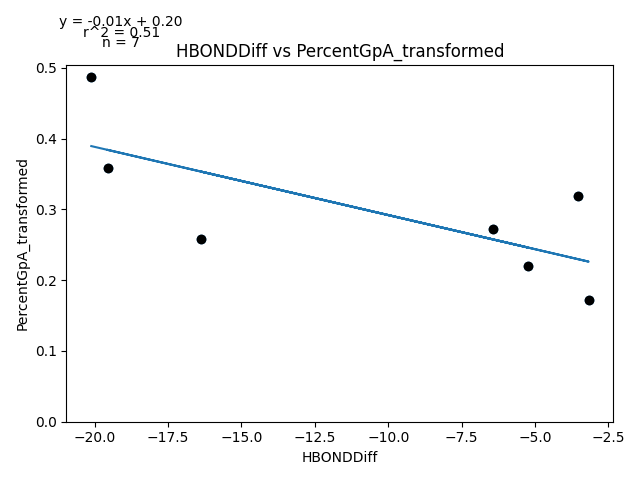 y = -0.01x + 0.20
r^2 = 0.51
n = 7
HBONDDiff vs PercentGpA_transformed
PercentGpA_transformed
0.5
0.4
0.3
0.2
0.1
0.0
−20.0 −17.5 −15.0 −12.5 −10.0 −7.5 −5.0 −2.5
HBONDDiff